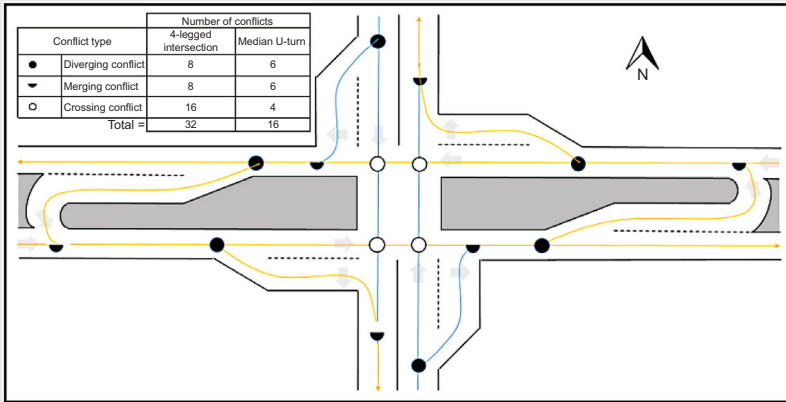 Number of conflicts
Conflict type 4-legged intersection Median U-turn
Diverging conflict 8 6
Merging conflict 8 6
Crossing conflict 16 4
Total = 32 16
N